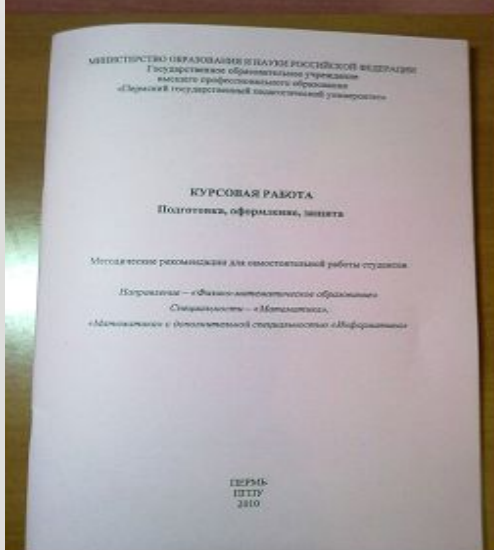 МИНИСТЕРСТВО ОБРАЗОВАНИЯ И НАУКИ РОССИЙСКОЙ ФЕДЕРАЦИИ
Государственное образовательное учреждение
высшего профессионального образования
«Пермский государственный педагогический университет»
КУРСОВАЯ РАБОТА
Подготовка, оформление, защита
Методические рекомендации для самостоятельной работы студентов
Направление – «Физико-математическое образование»
Специальности – «Математика»,
«Математика» с дополнительной специальностью «Информатика»
ПЕРМЬ
ПГПУ
2010